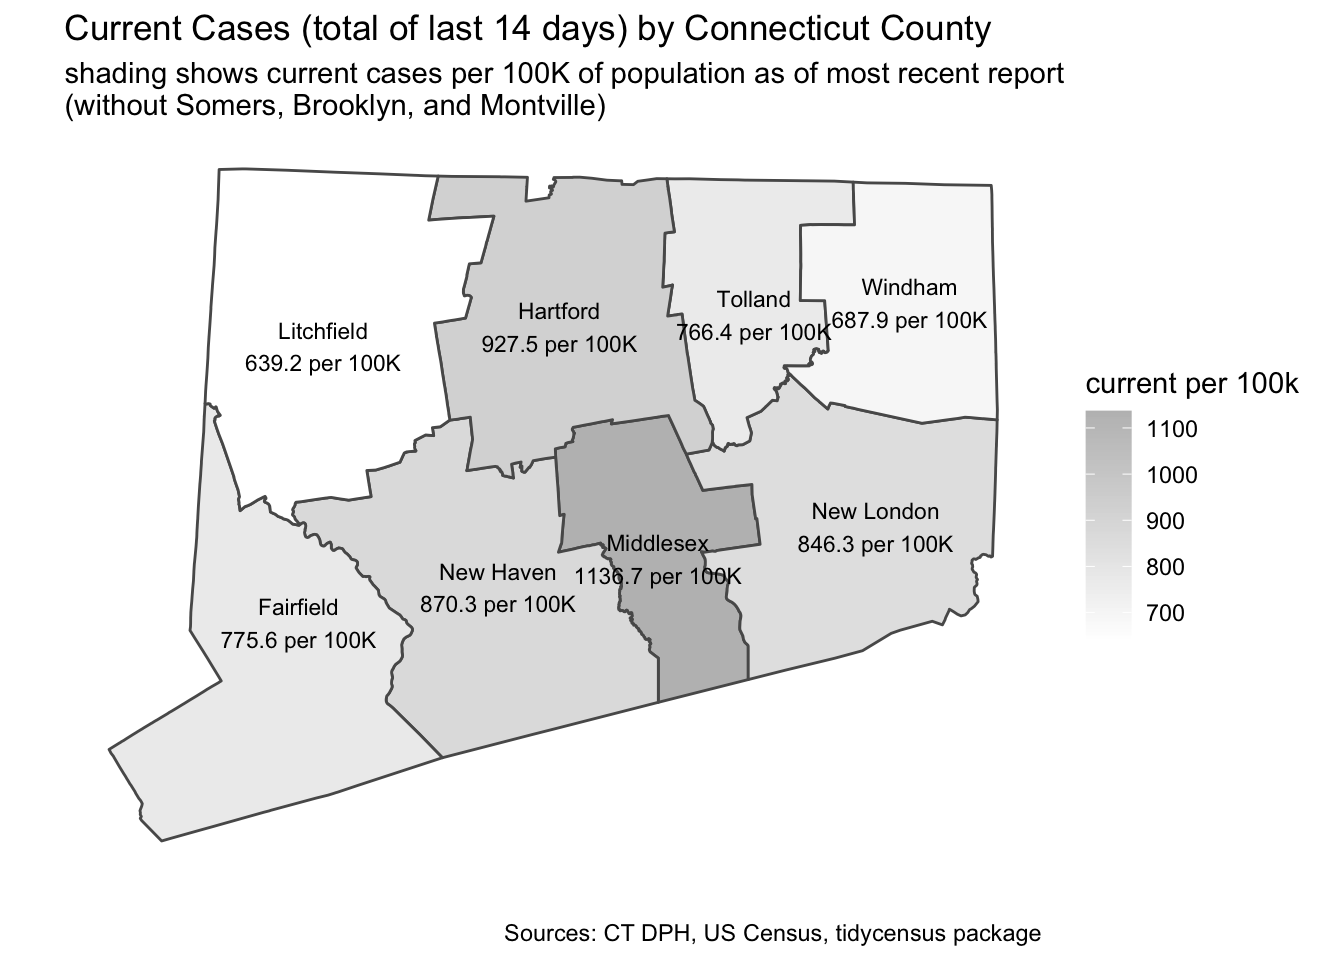 Current Cases (total of last 14 days) by Connecticut County
shading shows current cases per 100K of population as of most recent report
(without Somers, Brooklyn, and Montville)
Litchfield
639.2 per 100K
Hartford
927.5 per 100K
Tolland
766.4 per 100K
Windham
687.9 per 100K
Fairfield
775.6 per 100K
New Haven
870.3 per 100K
Middlesex
1136.7 per 100K
New London
846.3 per 100K
current per 100k
1100
1000
900
800
700
Sources: CT DPH, US Census, tidycensus package